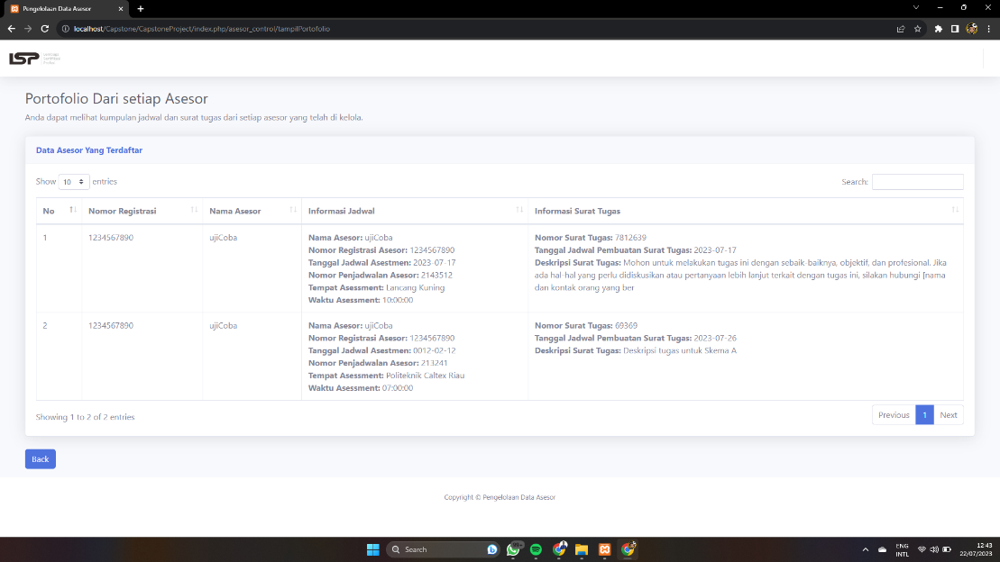 Pengelolaan Data Asesor
localhost/Capstone/CapstoneProject/index.php/asesor_control/tampilPortofolio
LSP
Portofolio Dari setiap Asesor
Anda dapat melihat kumpulan jadwal dan surat tugas dari setiap asesor yang telah di kelola.
Data Asesor Yang Terdaftar
Show 10 entries
Search:
No Nomor Registrasi Nama Asesor Informasi Jadwal Informasi Surat Tugas
1 1234567890 ujiCoba
Nama Asesor: ujiCoba
Nomor Registrasi Asesor: 1234567890
Tanggal Jadwal Asestmen: 2023-07-17
Nomor Penjadwalan Asesor: 2143512
Tempat Asessment: Lancang Kuning
Waktu Asessment: 10:00:00
Nomor Surat Tugas: 7812639
Tanggal Jadwal Pembuatan Surat Tugas: 2023-07-17
Deskripsi Surat Tugas: Mohon untuk melakukan tugas ini dengan sebaik-baiknya, objektif, dan profesional. Jika
ada hal-hal yang perlu didiskusikan atau pertanyaan lebih lanjut terkait dengan tugas ini, silakan hubungi [nama
dan kontak orang yang ber
2 1234567890 ujiCoba
Nama Asesor: ujiCoba
Nomor Registrasi Asesor: 1234567890
Tanggal Jadwal Asestmen: 0012-02-12
Nomor Penjadwalan Asesor: 213241
Tempat Asessment: Politeknik Caltex Riau
Waktu Asessment: 07:00:00
Nomor Surat Tugas: 69369
Tanggal Jadwal Pembuatan Surat Tugas: 2023-07-26
Deskripsi Surat Tugas: Deskripsi tugas untuk Skema A
Showing 1 to 2 of 2 entries
Previous 1 Next
Back
Copyright © Pengelolaan Data Asesor
Search
ENG
INTL
12:43
22/07/2023